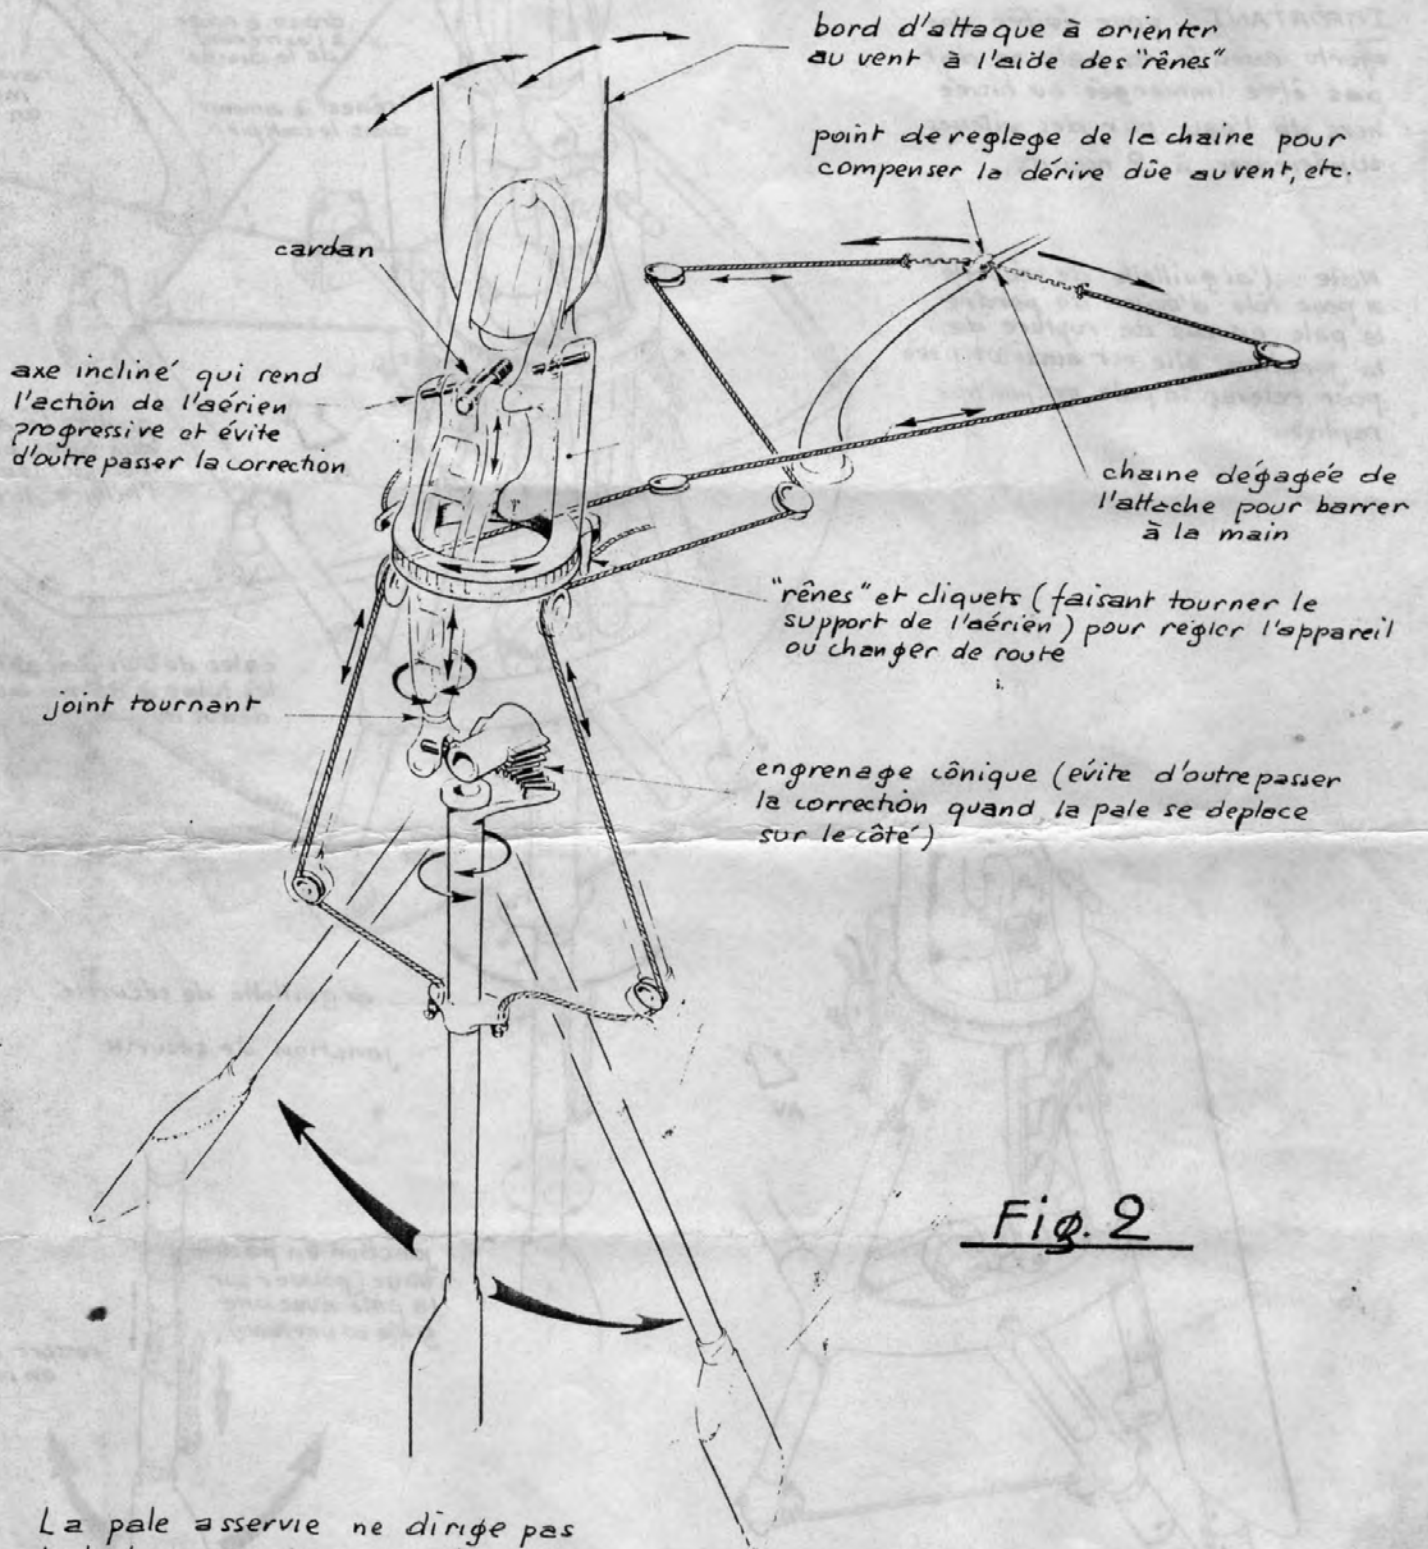 bord d'attaque à orienter
au vent à l'aide des "rênes"
point de reglage de la chaine pour
compenser la dérive dûe au vent, etc.
cardan
axe incliné qui rend
l'action de l'aérien
progressive et évite
d'outrepasser la correction
chaine dégagée de
l'attache pour barrer
à la main
"rênes" et cliquets (faisant tourner le
support de l'aérien) pour régler l'appareil
ou changer de route
joint tournant
engrenage cônique (évite d'outrepasser
la correction quand la pale se deplace
sur le côté)
Fig. 2
La pale asservie ne dirige pas